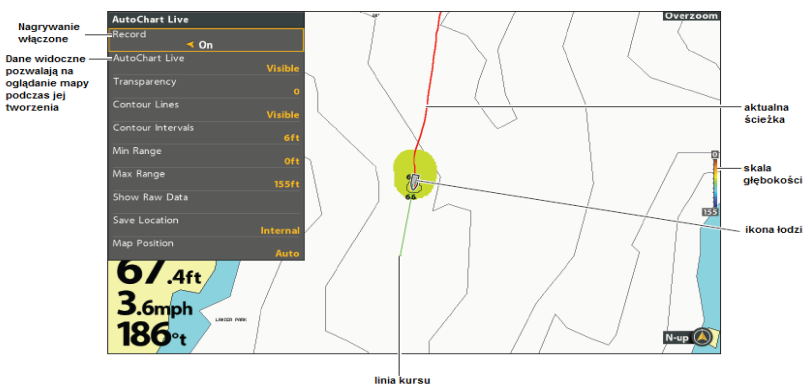 Nagrywanie
włączone
Dane widoczne
pozwalają na
oglądanie mapy
podczas jej
tworzenia
AutoChart Live
Record
On
AutoChart Live
Visible
Transparency
0
Contour Lines
Visible
Contour Intervals
6ft
Min Range
0ft
Max Range
155ft
Show Raw Data
Save Location
Internal
Map Position
Auto
67.4ft
3.6mph
186°t
LANIER PARK
66
Overzoom
0
155
N-up
aktualna
ścieżka
skala
głębokości
ikona łodzi
linia kursu